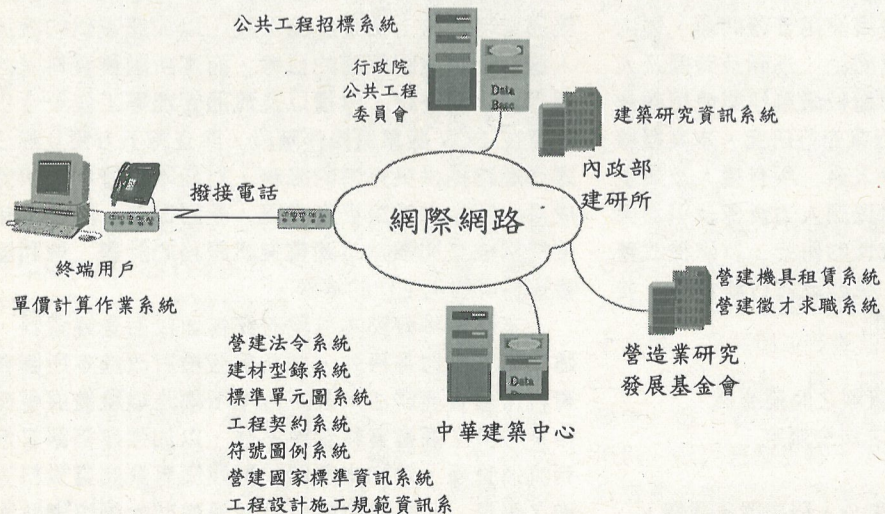 公共工程招標系統
行政院
公共工程
委員會
Data
Base
建築研究資訊系統
內政部
建研所
撥接電話
網際網路
終端用戶
單價計算作業系統
營建機具租賃系統
營建徵才求職系統
營造業研究
發展基金會
Data
中華建築中心
營建法令系統
建材型錄系統
標準單元圖系統
工程契約系統
符號圖例系統
營建國家標準資訊系統
工程設計施工規範資訊系